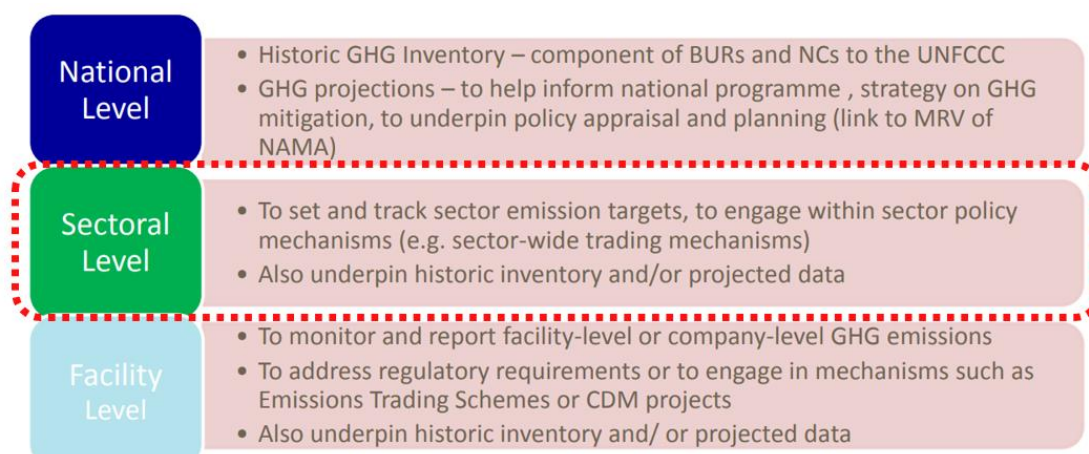 National
Level
• Historic GHG Inventory – component of BURs and NCs to the UNFCCC
• GHG projections – to help inform national programme , strategy on GHG
mitigation, to underpin policy appraisal and planning (link to MRV of
NAMA)
Sectoral
Level
• To set and track sector emission targets, to engage within sector policy
mechanisms (e.g. sector-wide trading mechanisms)
• Also underpin historic inventory and/or projected data
Facility
Level
• To monitor and report facility-level or company-level GHG emissions
• To address regulatory requirements or to engage in mechanisms such as
Emissions Trading Schemes or CDM projects
• Also underpin historic inventory and/ or projected data